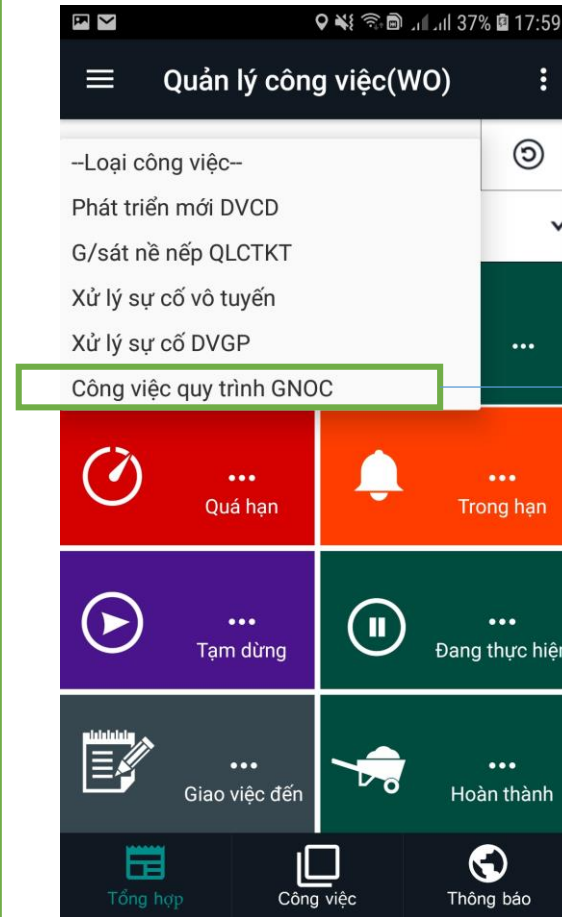 37% 17:59
Quản lý công việc(WO)
--Loại công việc--
Phát triển mới DVCD
G/sát nề nếp QLCTKT
Xử lý sự cố vô tuyến
Xử lý sự cố DVGP
Công việc quy trình GNOC
...
... ...
Quá hạn Trong hạn
... ...
Tạm dừng Đang thực hiện
... ...
Giao việc đến Hoàn thành
Tổng hợp Công việc Thông báo